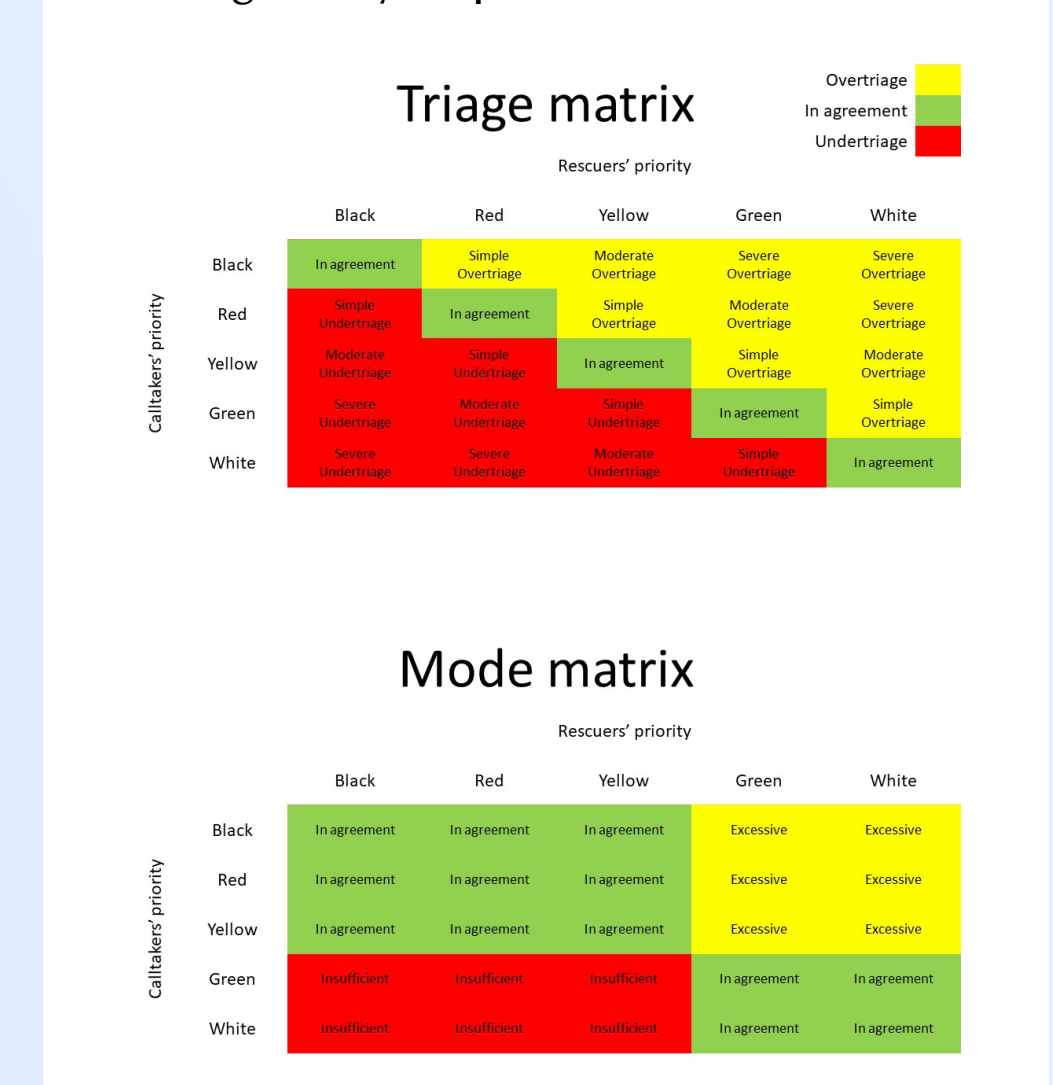 Triage matrix
Overtriage
In agreement
Undertriage
Rescuers’ priority
Black Red Yellow Green White
Calltakers’ priority
Black In agreement Simple Overtriage Moderate Overtriage Severe Overtriage Severe Overtriage
Red Simple Undertriage In agreement Simple Overtriage Moderate Overtriage Severe Overtriage
Yellow Moderate Undertriage Simple Undertriage In agreement Simple Overtriage Moderate Overtriage
Green Severe Undertriage Moderate Undertriage Simple Undertriage In agreement Simple Overtriage
White Severe Undertriage Severe Undertriage Moderate Undertriage Simple Undertriage In agreement
Mode matrix
Rescuers’ priority
Black Red Yellow Green White
Calltakers’ priority
Black In agreement In agreement In agreement Excessive Excessive
Red In agreement In agreement In agreement Excessive Excessive
Yellow In agreement In agreement In agreement Excessive Excessive
Green Insufficient Insufficient Insufficient In agreement In agreement
White Insufficient Insufficient Insufficient In agreement In agreement